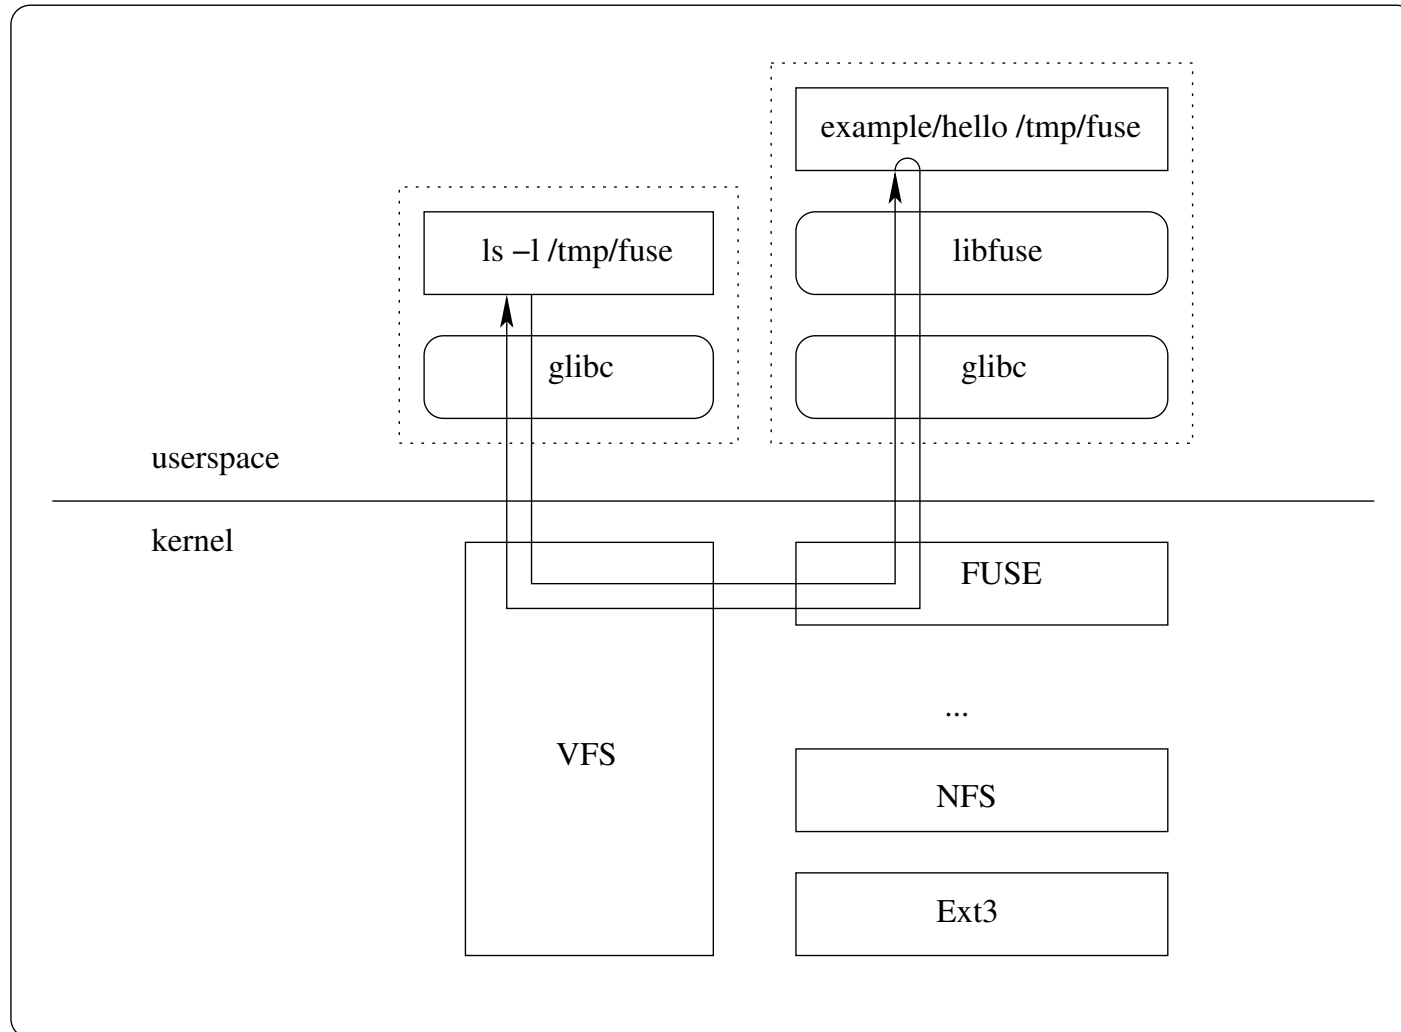 example/hello /tmp/fuse
ls −l /tmp/fuse
libfuse
glibc
glibc
userspace
kernel
FUSE
...
VFS
NFS
Ext3